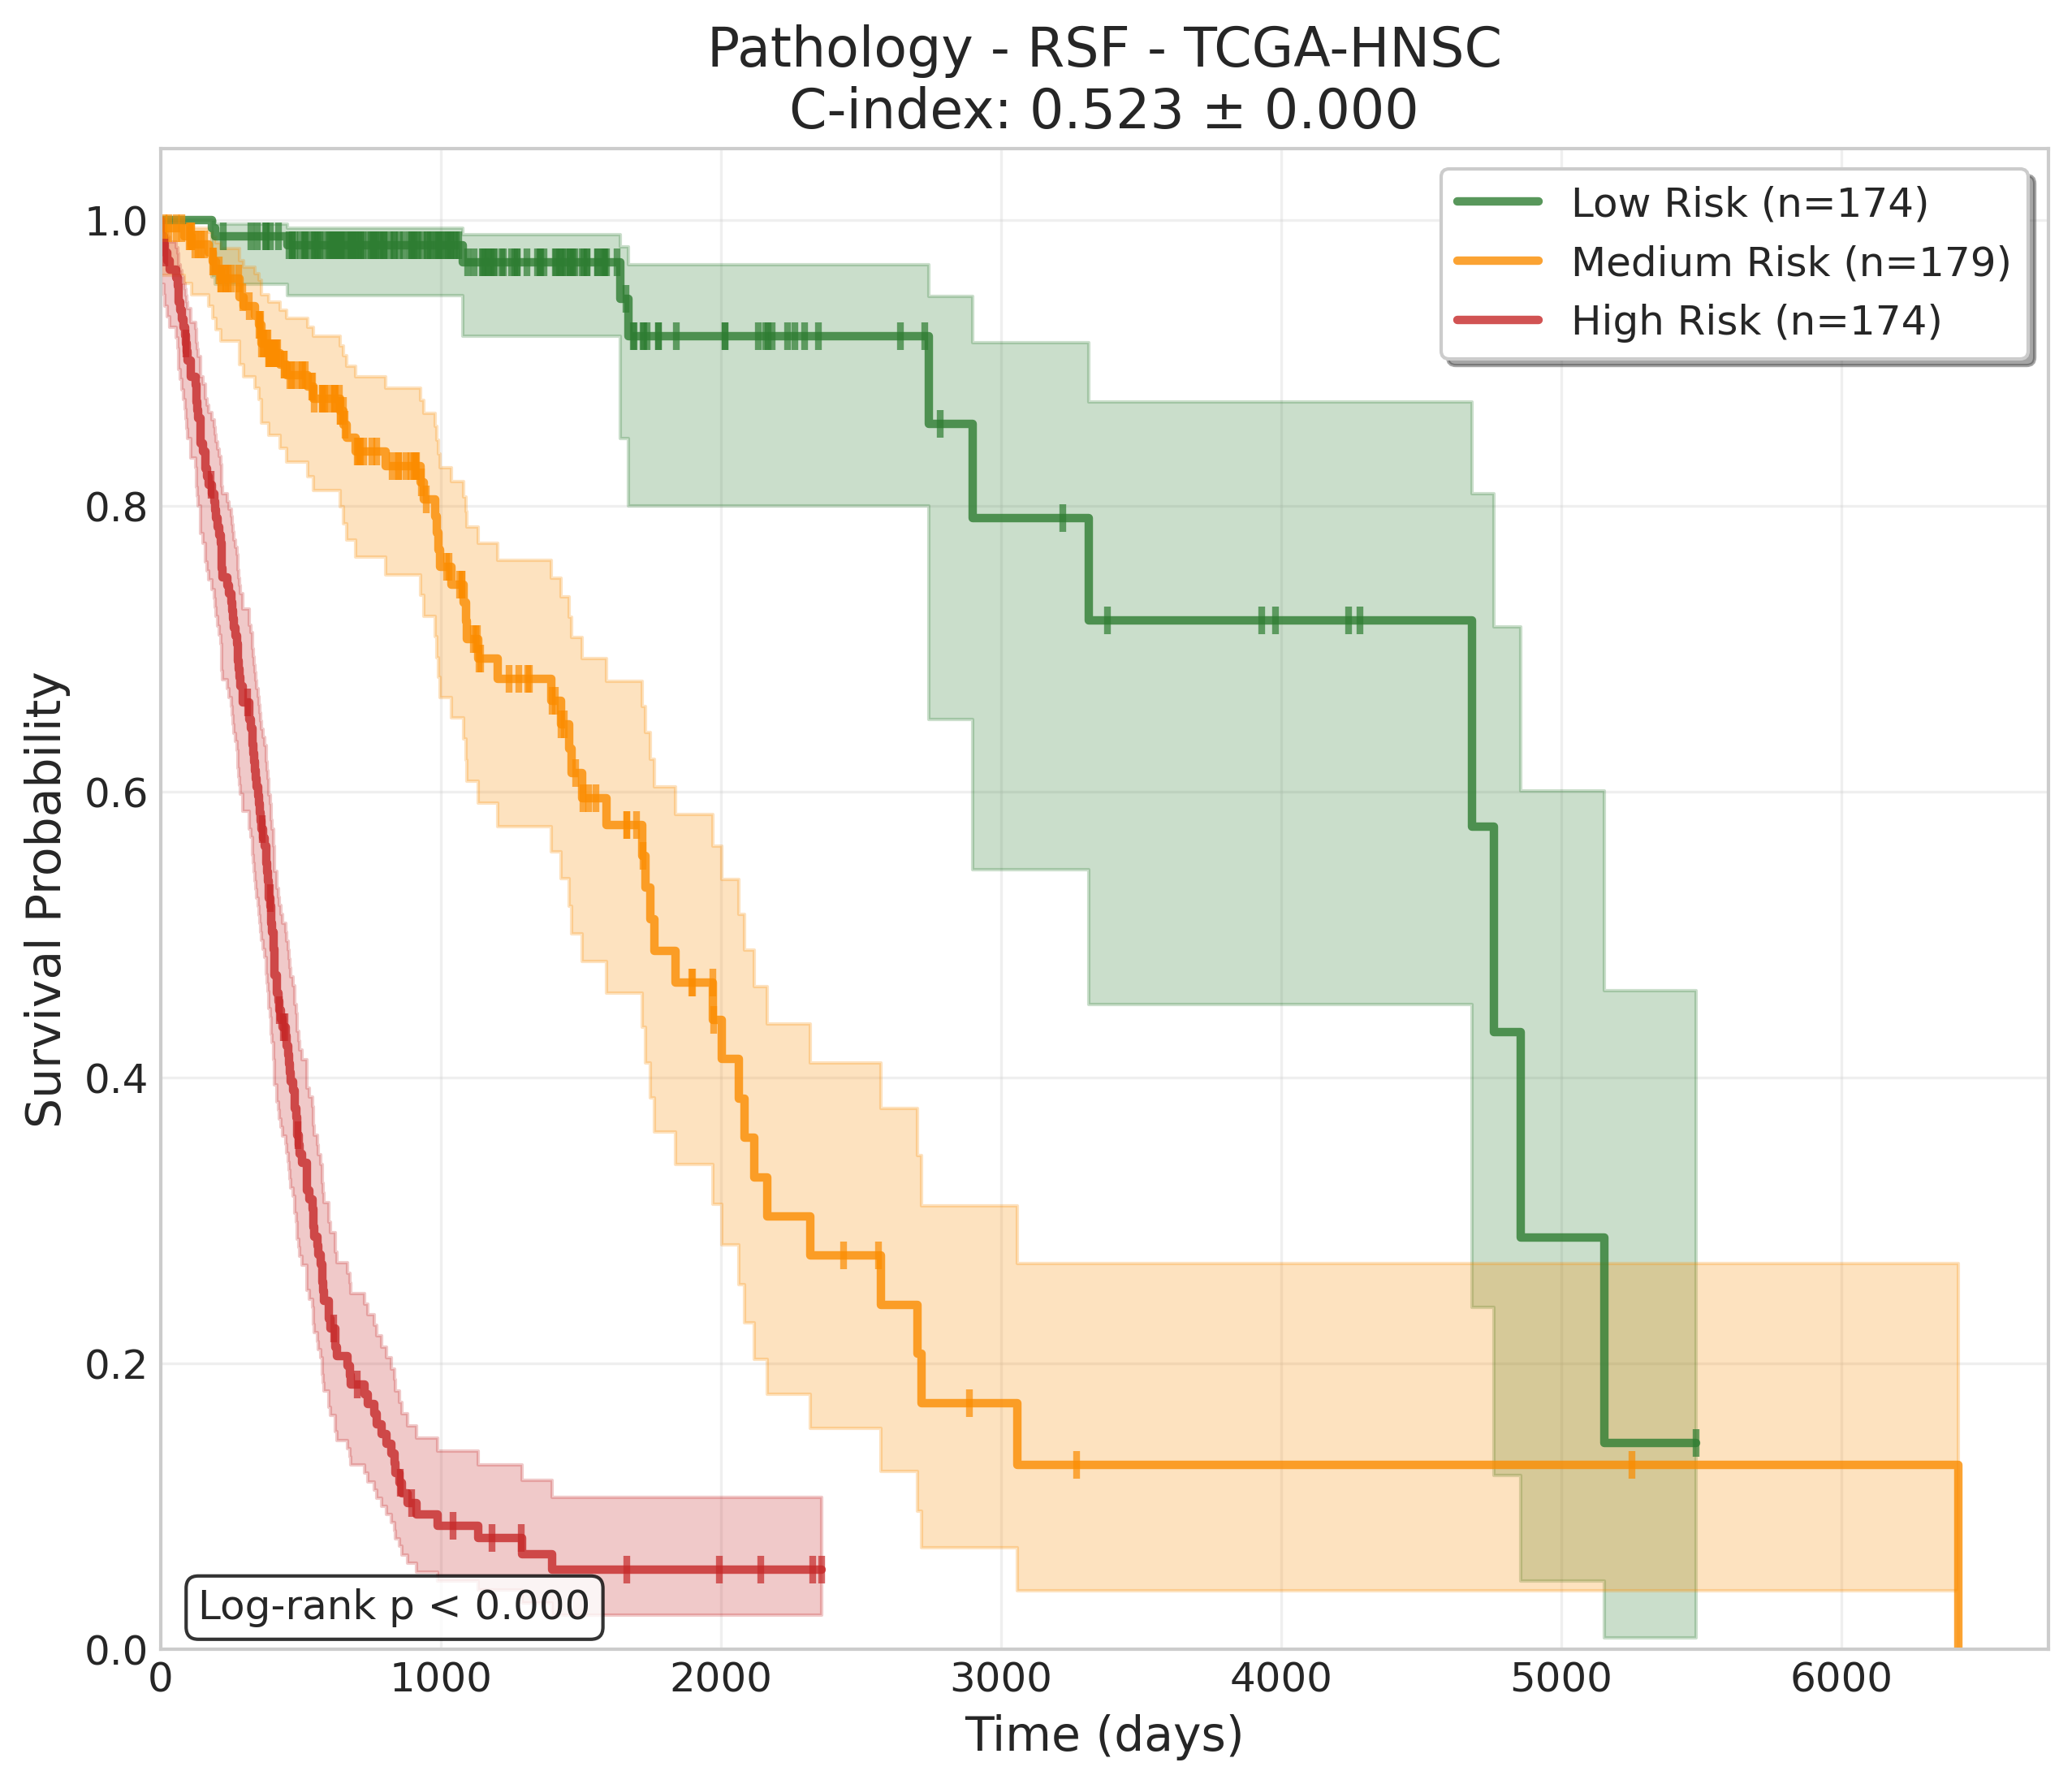 Pathology - RSF - TCGA-HNSC
C-index: 0.523 ± 0.000
Low Risk (n=174)
Medium Risk (n=179)
High Risk (n=174)
Survival Probability
1.0
0.8
0.6
0.4
0.2
0.0
Log-rank p < 0.000
0 1000 2000 3000 4000 5000 6000
Time (days)